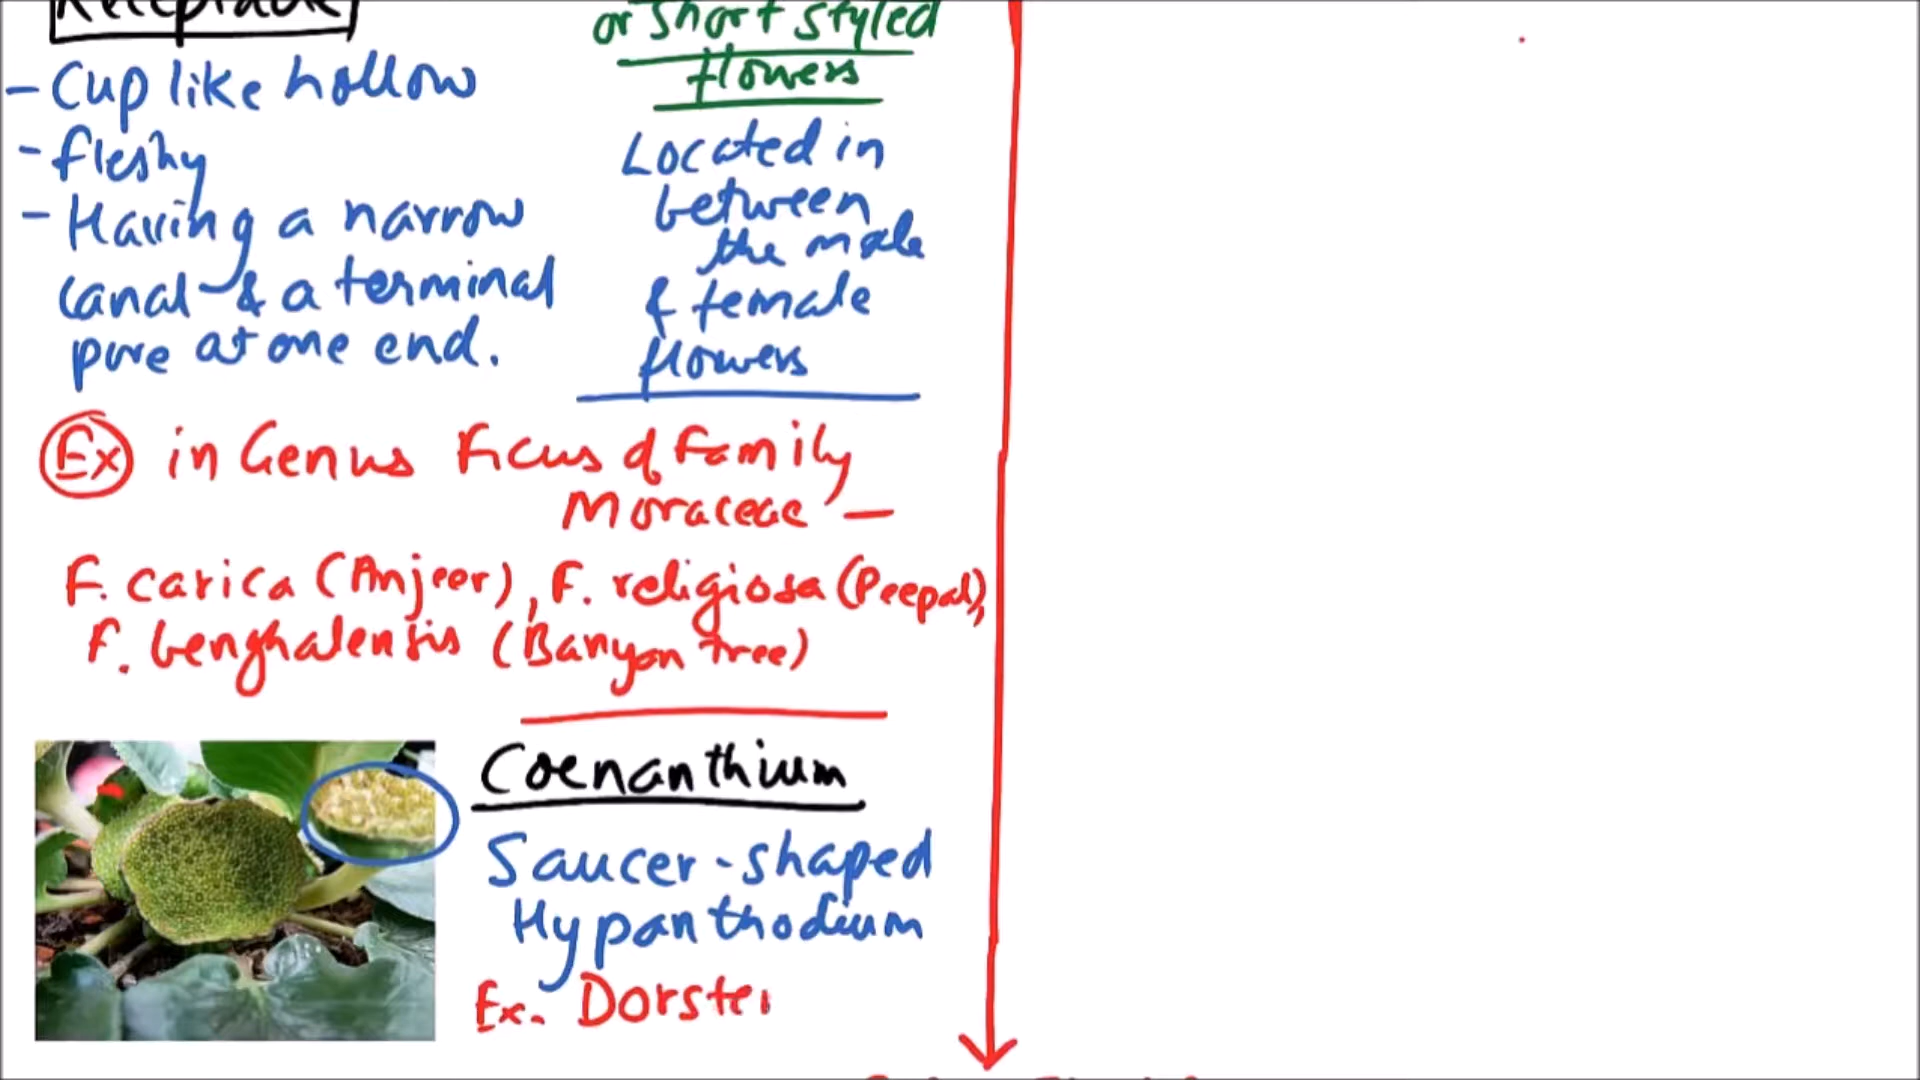 Receptacle
- Cup like hollow
- fleshy
- Having a narrow
canal & a terminal
pore at one end.
or short styled
flowers
Located in
between
the male
& female
flowers
Ex in Genus Ficus of Family
Moraceae —
F. carica (Anjeer), F. religiosa (Peepal),
F. benghalensis (Banyan tree)
Coenanthium
Saucer-shaped
Hypanthodium
Ex. Dorstei